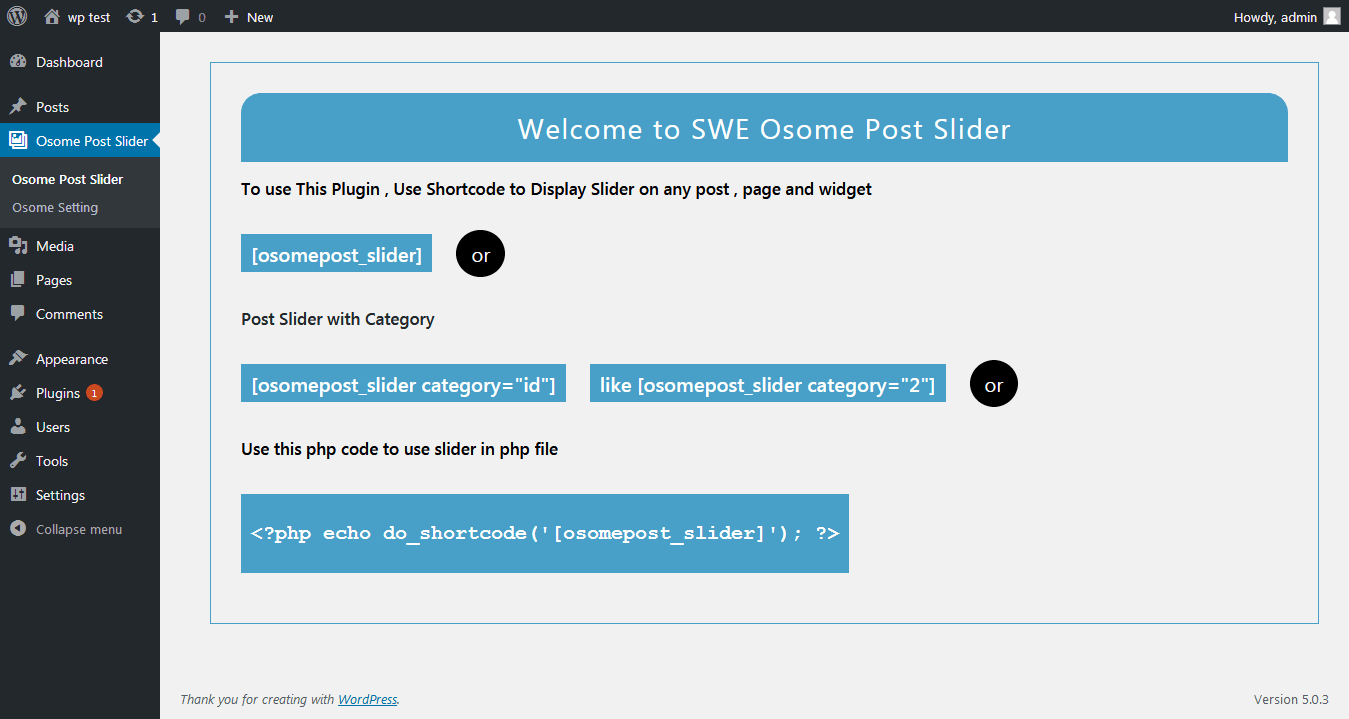 wp test 1 0 New Howdy, admin
Dashboard
Posts
Osome Post Slider
Osome Post Slider
Osome Setting
Media
Pages
Comments
Appearance
Plugins 1
Users
Tools
Settings
Collapse menu
Welcome to SWE Osome Post Slider
To use This Plugin , Use Shortcode to Display Slider on any post , page and widget
[osomepost_slider] or
Post Slider with Category
[osomepost_slider category="id"] like [osomepost_slider category="2"] or
Use this php code to use slider in php file
<?php echo do_shortcode('[osomepost_slider]'); ?>
Thank you for creating with WordPress. Version 5.0.3